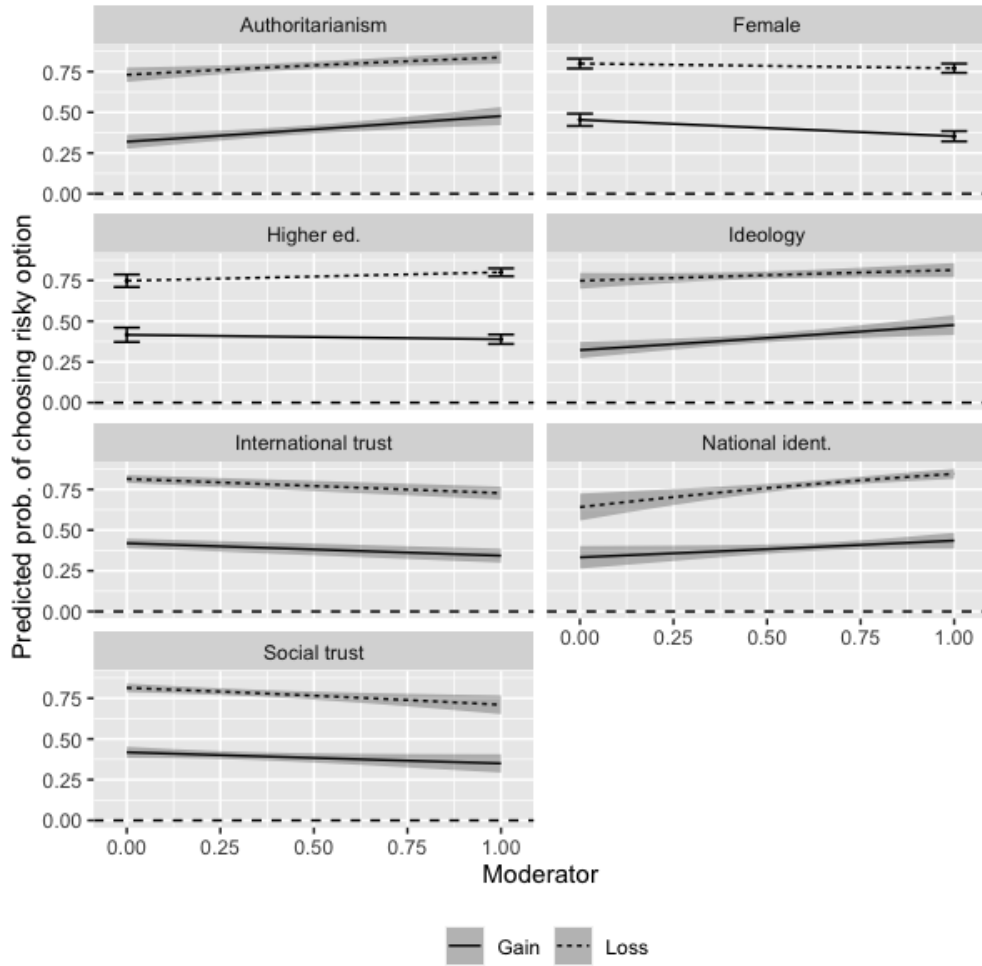 Authoritarianism
Female
0.75
0.50
0.25
0.00
Higher ed.
Ideology
0.75
0.50
0.25
0.00
International trust
National ident.
0.75
0.50
0.25
0.00
0.00 0.25 0.50 0.75 1.00
Social trust
0.75
0.50
0.25
0.00
0.00 0.25 0.50 0.75 1.00
Predicted prob. of choosing risky option
Moderator
Gain Loss